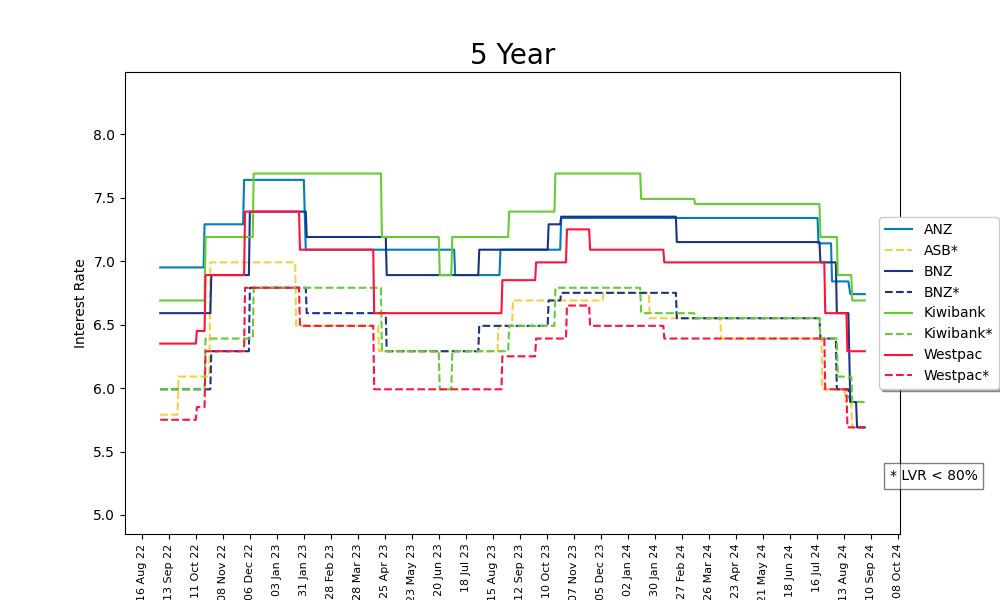 5 Year
Interest Rate
8.0
7.5
7.0
6.5
6.0
5.5
5.0
16 Aug 22
13 Sep 22
11 Oct 22
08 Nov 22
06 Dec 22
03 Jan 23
31 Jan 23
28 Feb 23
28 Mar 23
25 Apr 23
23 May 23
20 Jun 23
18 Jul 23
15 Aug 23
12 Sep 23
10 Oct 23
07 Nov 23
05 Dec 23
02 Jan 24
30 Jan 24
27 Feb 24
26 Mar 24
23 Apr 24
21 May 24
18 Jun 24
16 Jul 24
13 Aug 24
10 Sep 24
08 Oct 24
ANZ
ASB*
BNZ
BNZ*
Kiwibank
Kiwibank*
Westpac
Westpac*
* LVR < 80%